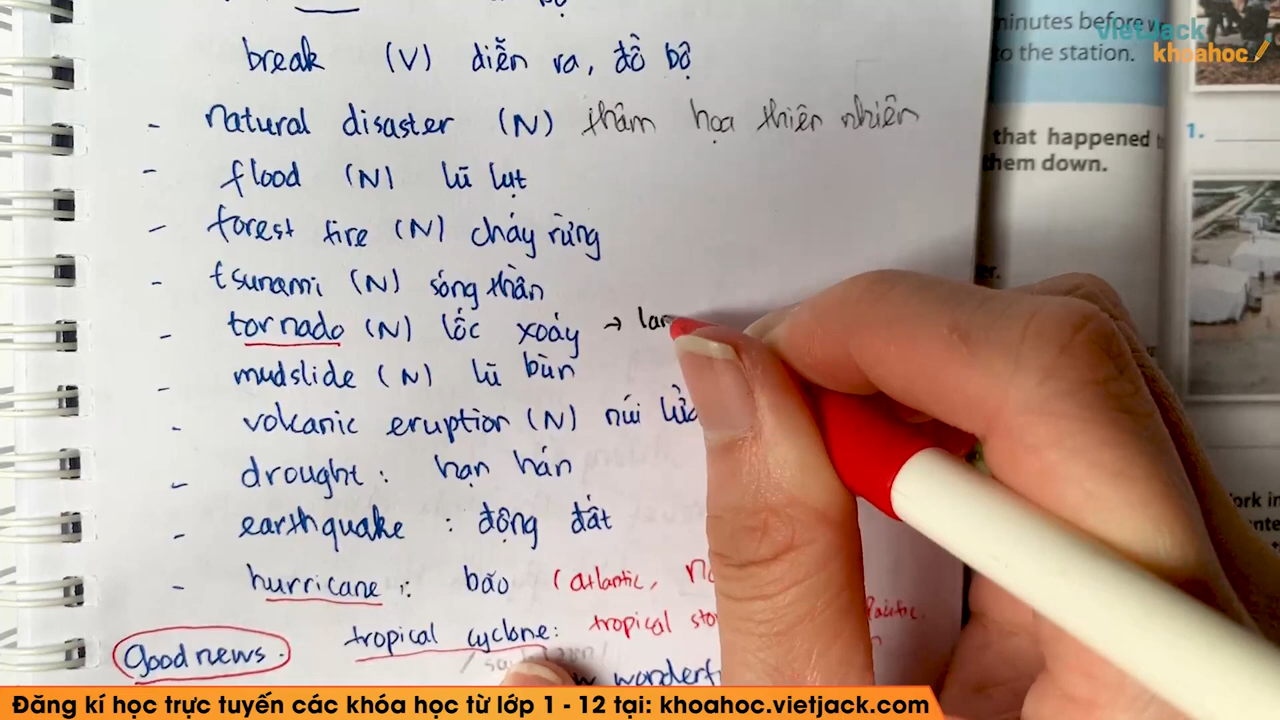 break (V) diễn ra, đổ bộ
- natural disaster (N) thảm họa thiên nhiên
- flood (N) lũ lụt
- forest fire (N) cháy rừng
- tsunami (N) sóng thần
- tornado (N) lốc xoáy → lan
- mudslide (N) lũ bùn
- volcanic eruption (N) núi lửa
- drought : hạn hán
- earthquake : động đất
- hurricane : bão (atlantic,
tropical cyclone: tropical
good news.
minutes before
to the station.
that happened
them down.
1.
vietJack
khoahoc
Đăng kí học trực tuyến các khóa học từ lớp 1 - 12 tại: khoahoc.vietjack.com